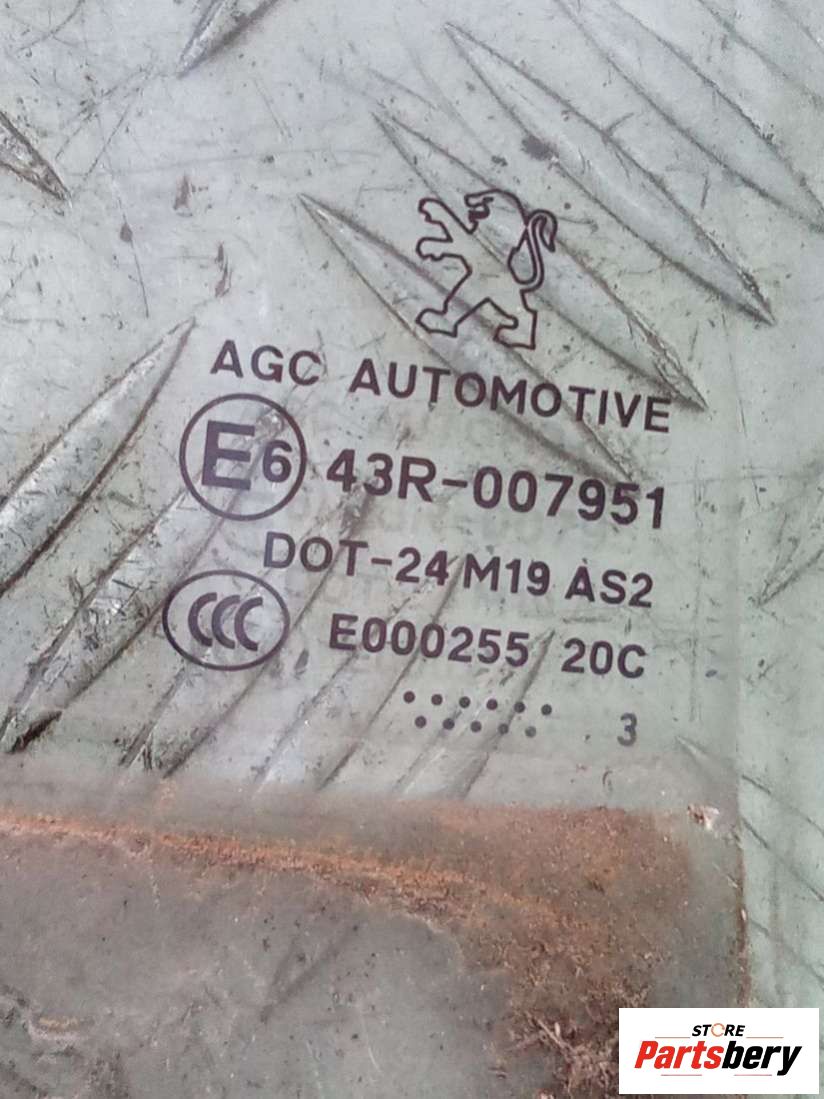 AGC AUTOMOTIVE
E6 43R-007951
DOT-24 M19 AS2
CCC E000255 20C
3
STORE
Partsbery